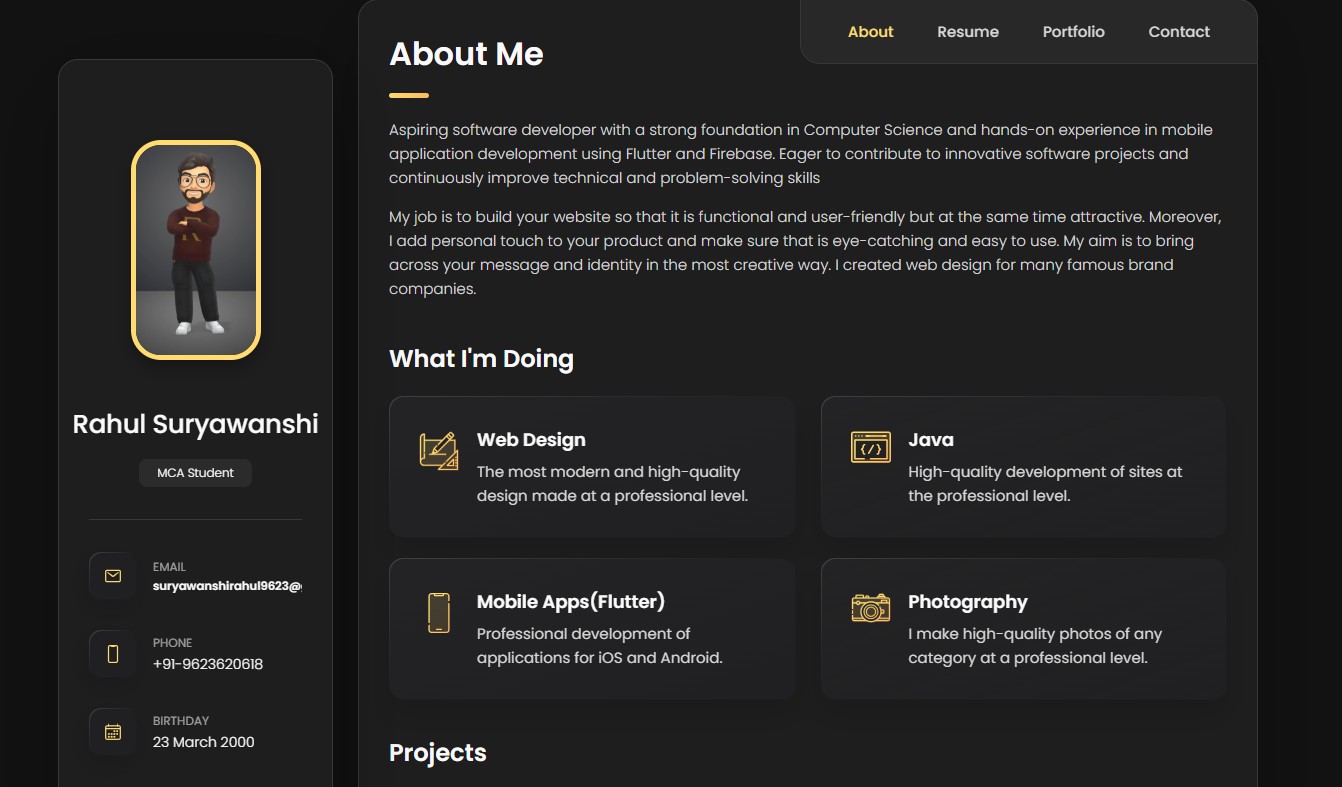 About
Resume
Portfolio
Contact
About Me
Aspiring software developer with a strong foundation in Computer Science and hands-on experience in mobile
application development using Flutter and Firebase. Eager to contribute to innovative software projects and
continuously improve technical and problem-solving skills
My job is to build your website so that it is functional and user-friendly but at the same time attractive. Moreover,
I add personal touch to your product and make sure that is eye-catching and easy to use. My aim is to bring
across your message and identity in the most creative way. I created web design for many famous brand
companies.
R
Rahul Suryawanshi
MCA Student
EMAIL
suryawanshirahul9623@
PHONE
+91-9623620618
BIRTHDAY
23 March 2000
What I'm Doing
Web Design
The most modern and high-quality
design made at a professional level.
Java
High-quality development of sites at
the professional level.
Mobile Apps(Flutter)
Professional development of
applications for iOS and Android.
Photography
I make high-quality photos of any
category at a professional level.
Projects